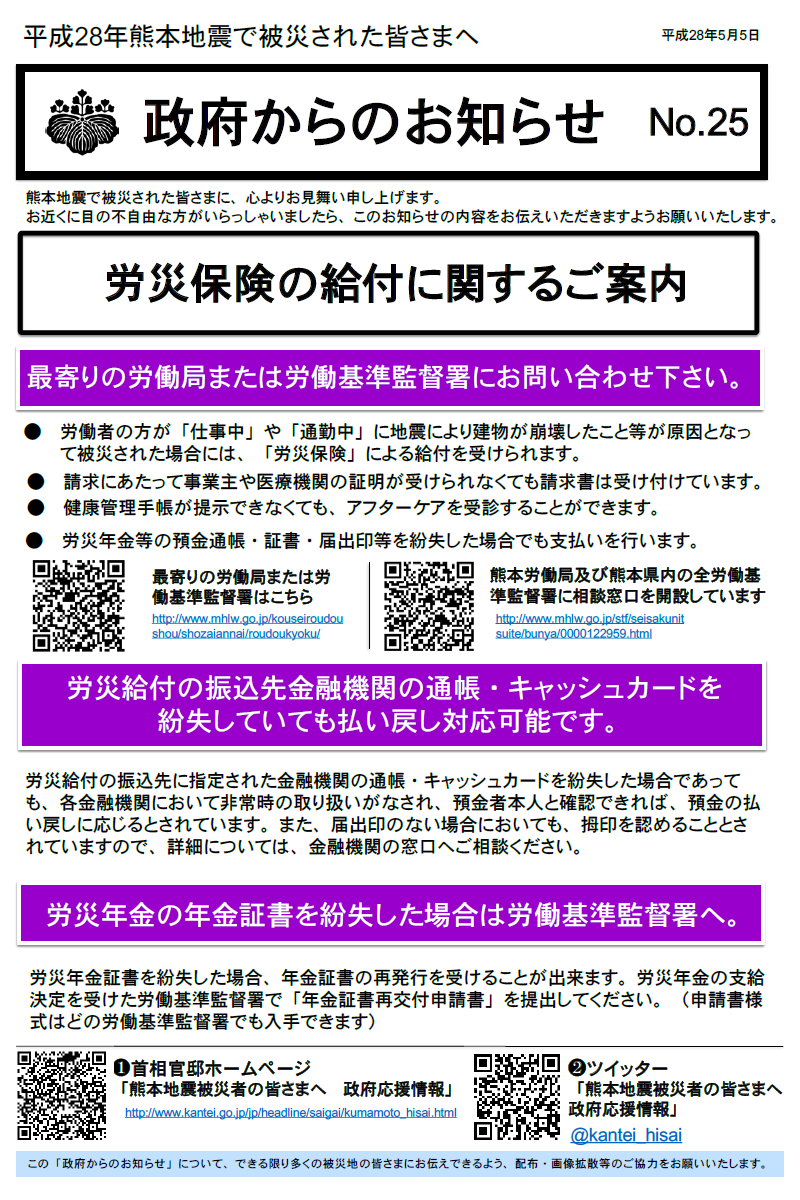 平成28年熊本地震で被災された皆さまへ
平成28年5月5日
政府からのお知らせ No.25
熊本地震で被災された皆さまに、心よりお見舞い申し上げます。
お近くに目の不自由な方がいらっしゃいましたら、このお知らせの内容をお伝えいただきますようお願いいたします。
労災保険の給付に関するご案内
最寄りの労働局または労働基準監督署にお問い合わせ下さい。
● 労働者の方が「仕事中」や「通勤中」に地震により建物が崩壊したこと等が原因となっ
て被災された場合には、「労災保険」による給付を受けられます。
● 請求にあたって事業主や医療機関の証明が受けられなくても請求書は受け付けています。
● 健康管理手帳が提示できなくても、アフターケアを受診することができます。
● 労災年金等の預金通帳・証書・届出印等を紛失した場合でも支払いを行います。
最寄りの労働局または労
働基準監督署はこちら
http://www.mhlw.go.jp/kouseiroudou
shou/shozaiannai/roudoukyoku/
熊本労働局及び熊本県内の全労働基
準監督署に相談窓口を開設しています
http://www.mhlw.go.jp/stf/seisakunit
suite/bunya/0000122959.html
労災給付の振込先金融機関の通帳・キャッシュカードを
紛失していても払い戻し対応可能です。
労災給付の振込先に指定された金融機関の通帳・キャッシュカードを紛失した場合であって
も、各金融機関において非常時の取り扱いがなされ、預金者本人と確認できれば、預金の払
い戻しに応じるとされています。また、届出印のない場合においても、拇印を認めることとさ
れていますので、詳細については、金融機関の窓口へご相談ください。
労災年金の年金証書を紛失した場合は労働基準監督署へ。
労災年金証書を紛失した場合、年金証書の再発行を受けることが出来ます。労災年金の支給
決定を受けた労働基準監督署で「年金証書再交付申請書」を提出してください。（申請書様
式はどの労働基準監督署でも入手できます）
❶首相官邸ホームページ
「熊本地震被災者の皆さまへ 政府応援情報」
http://www.kantei.go.jp/jp/headline/saigai/kumamoto_hisai.html
❷ツイッター
「熊本地震被災者の皆さまへ
政府応援情報」
@kantei_hisai
この「政府からのお知らせ」について、できる限り多くの被災地の皆さまにお伝えできるよう、配布・画像拡散等のご協力をお願いいたします。